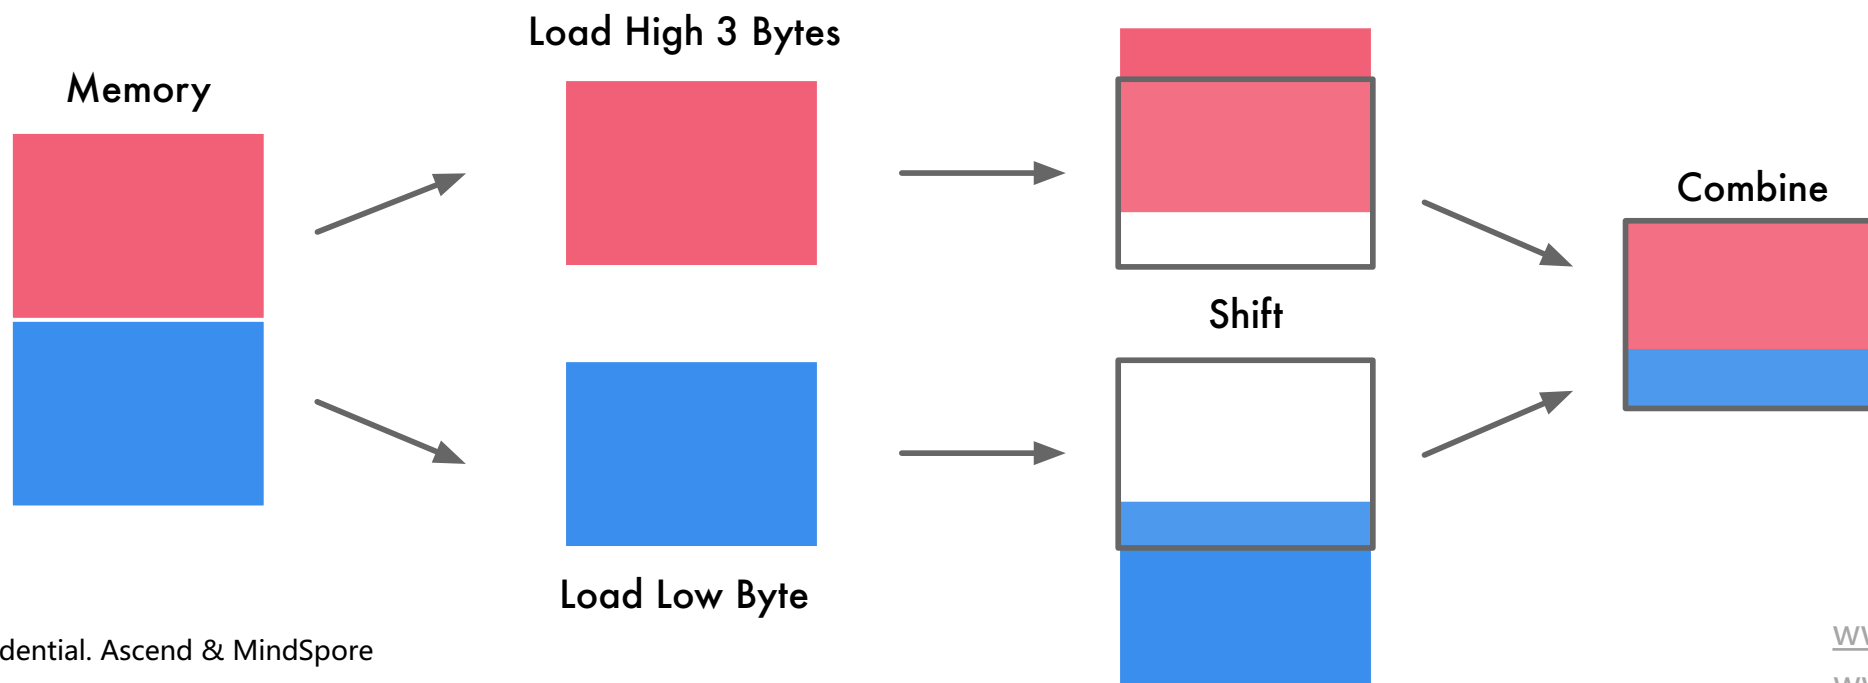 Load High 3 Bytes
Memory
Combine
Shift
Load Low Byte
dential. Ascend & MindSpore